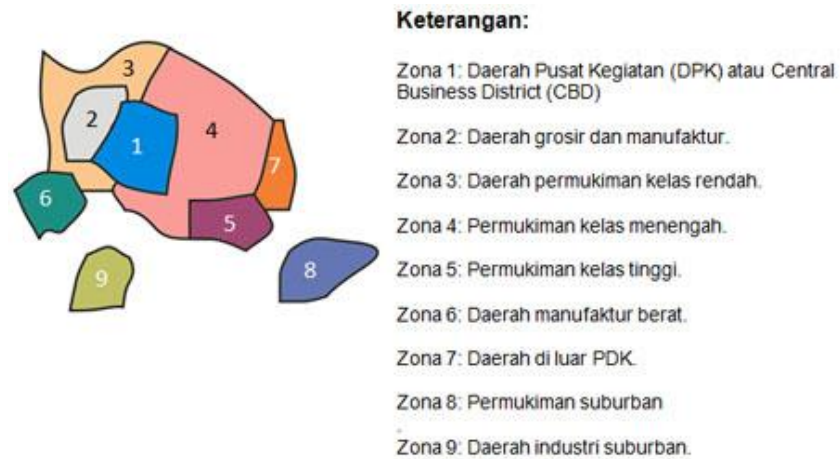 3
2
1
4
7
6
5
9
8
Keterangan:
Zona 1: Daerah Pusat Kegiatan (DPK) atau Central
Business District (CBD)
Zona 2: Daerah grosir dan manufaktur.
Zona 3: Daerah permukiman kelas rendah.
Zona 4: Permukiman kelas menengah.
Zona 5: Permukiman kelas tinggi.
Zona 6: Daerah manufaktur berat.
Zona 7: Daerah di luar PDK.
Zona 8: Permukiman suburban
.
Zona 9: Daerah industri suburban.